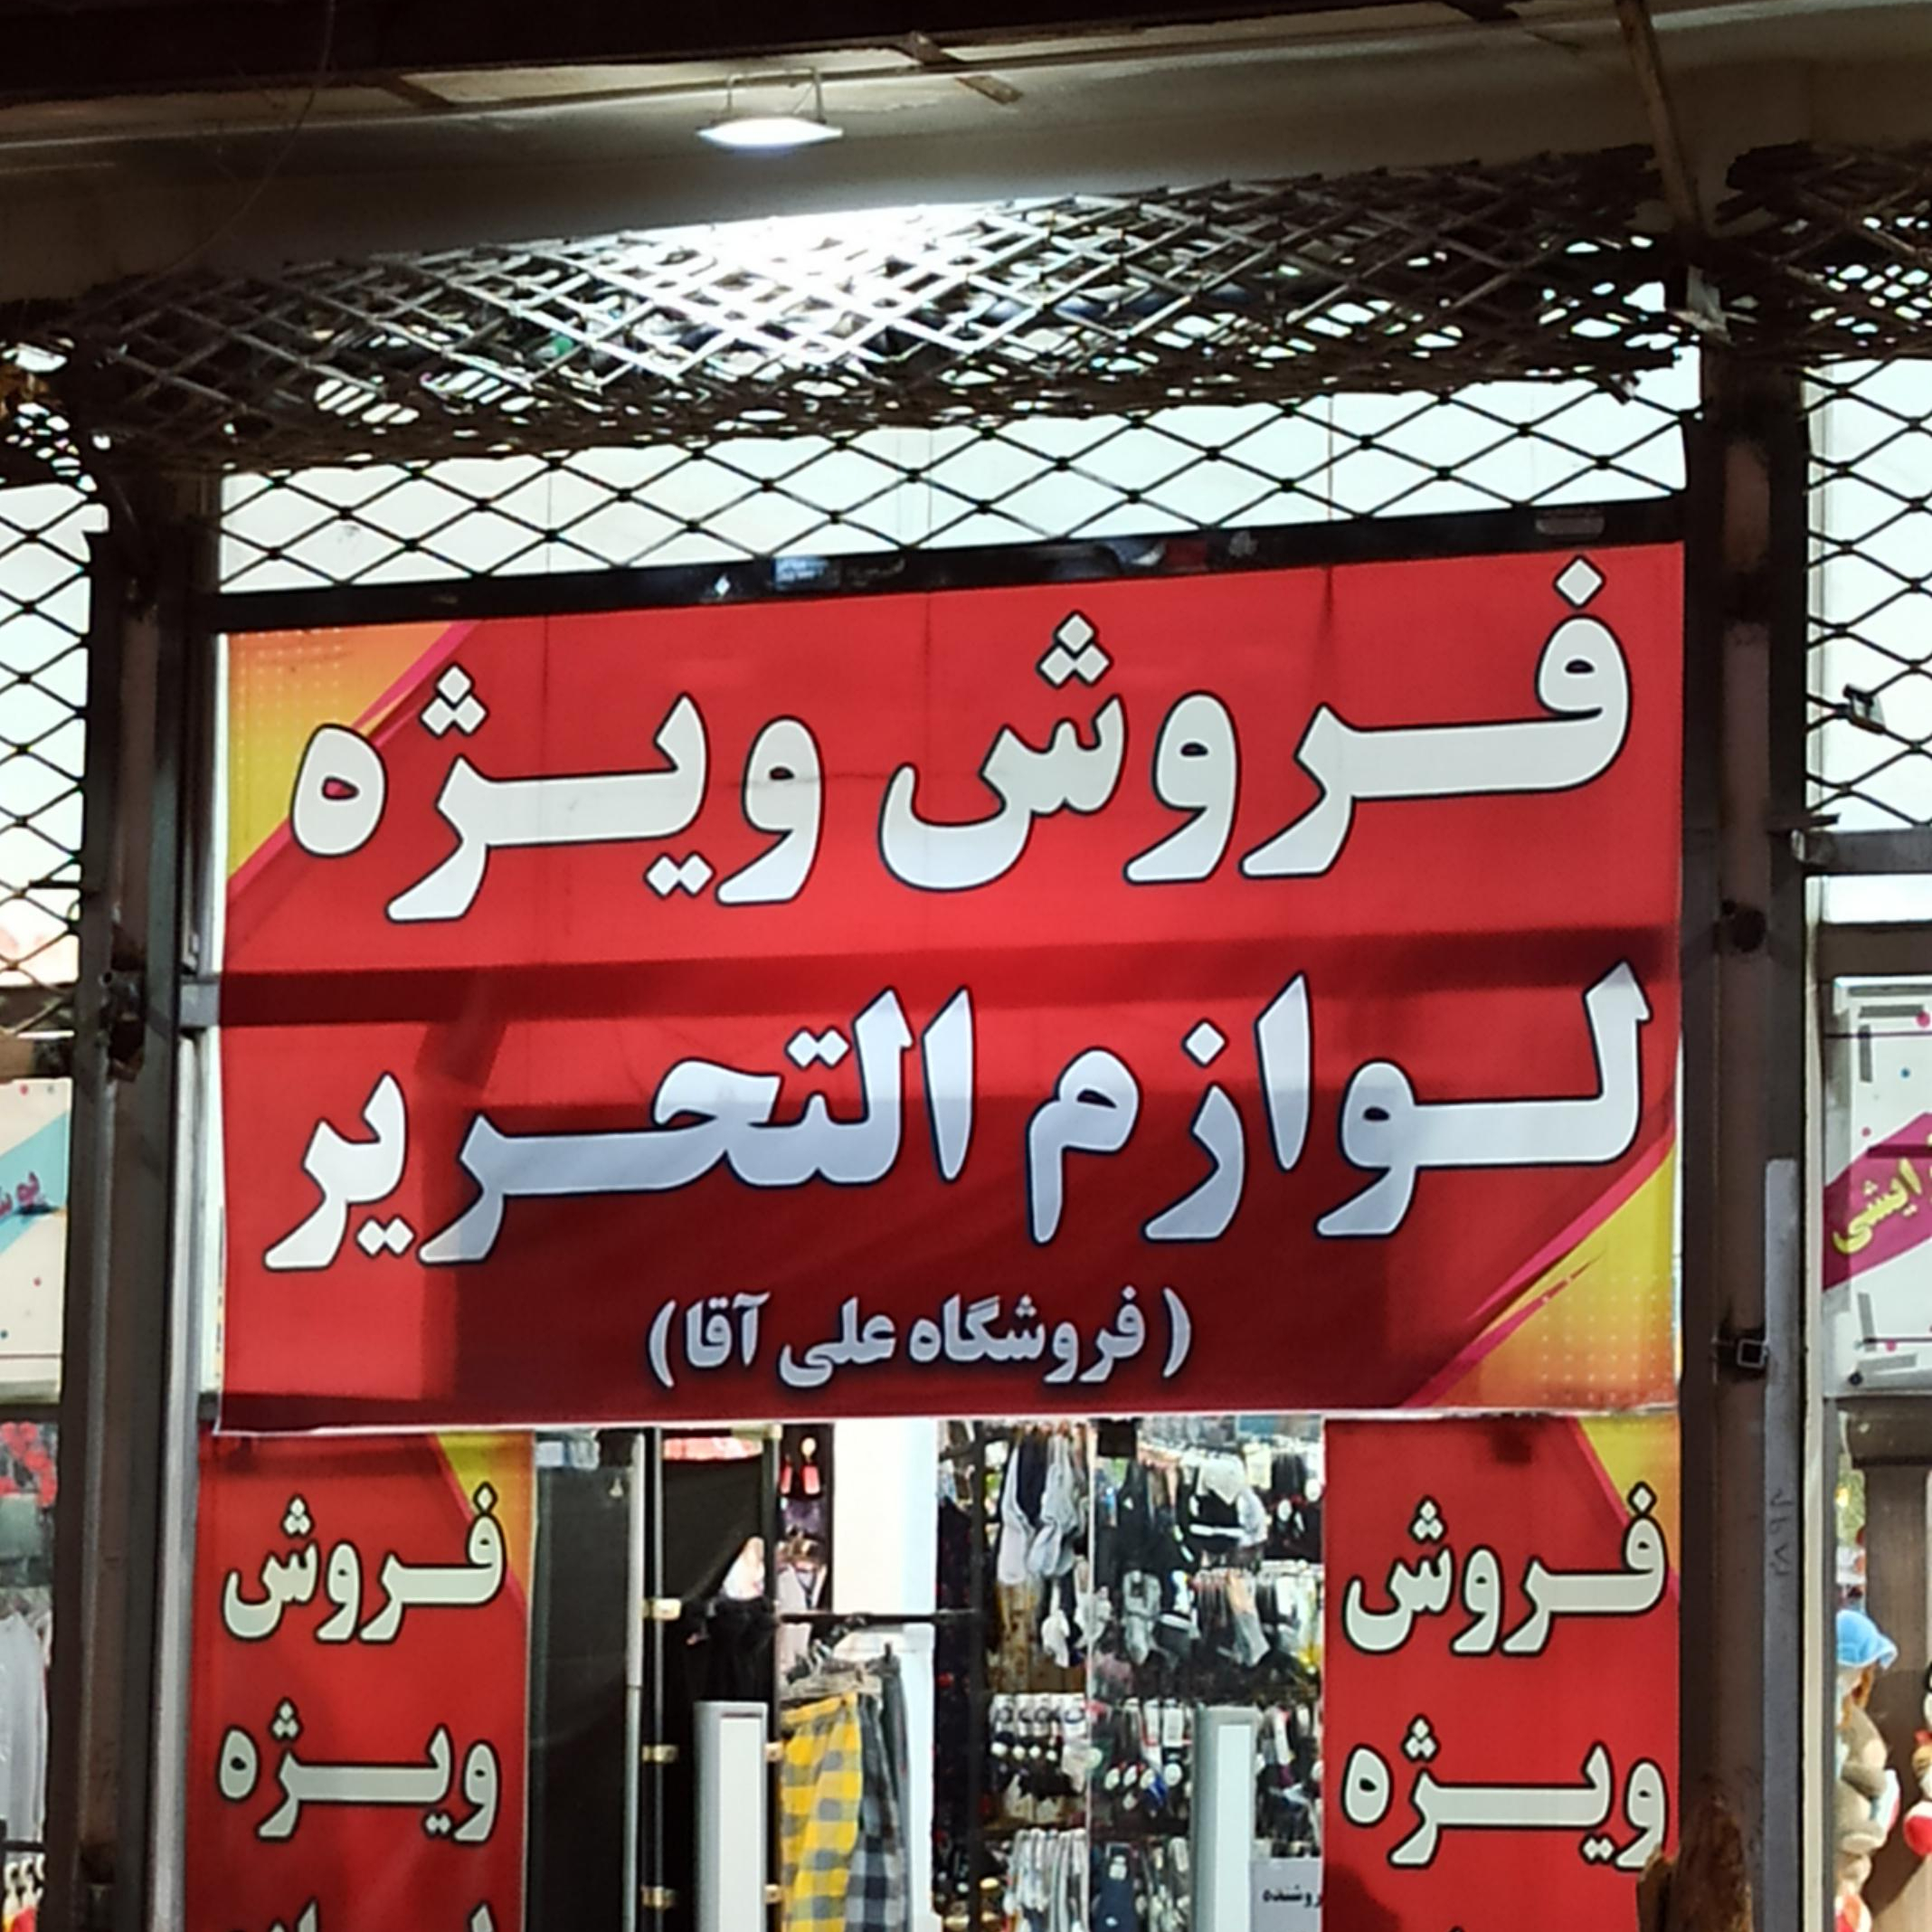 فروش ویژه
لوازم التحریر
( فروشگاه علی آقا )
فروش
ویژه
فروش
ویژه